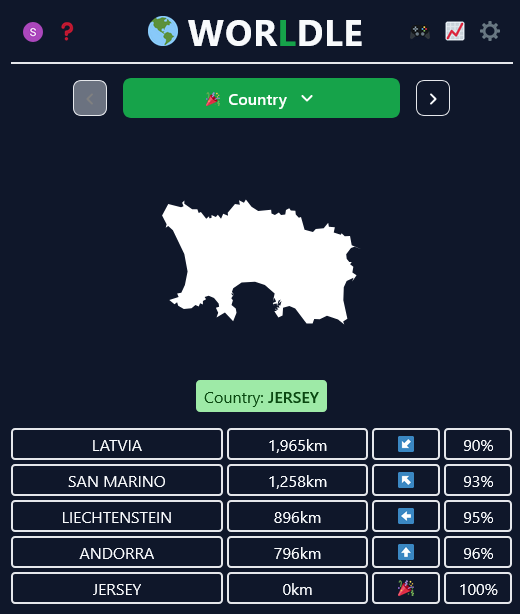 S
WORLDLE
Country
Country: JERSEY
LATVIA 1,965km 90%
SAN MARINO 1,258km 93%
LIECHTENSTEIN 896km 95%
ANDORRA 796km 96%
JERSEY 0km 100%